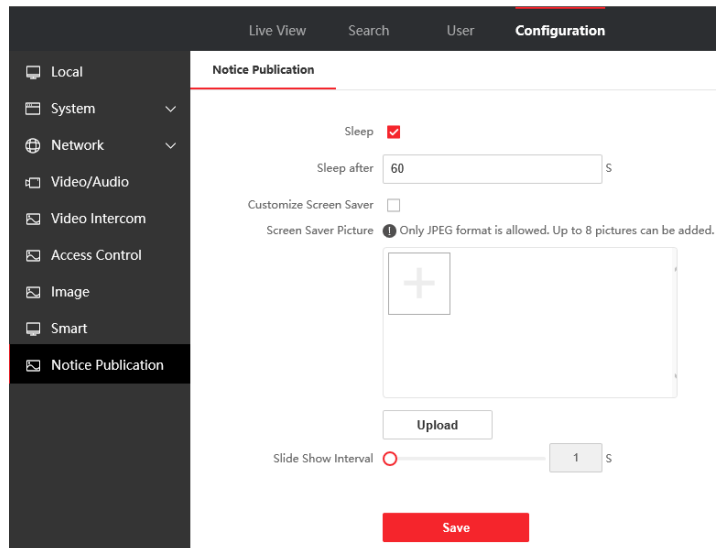 Live View Search User Configuration
Local
System
Network
Video/Audio
Video Intercom
Access Control
Image
Smart
Notice Publication
Notice Publication
Sleep
Sleep after 60 S
Customize Screen Saver
Screen Saver Picture ! Only JPEG format is allowed. Up to 8 pictures can be added.
Upload
Slide Show Interval 1 S
Save